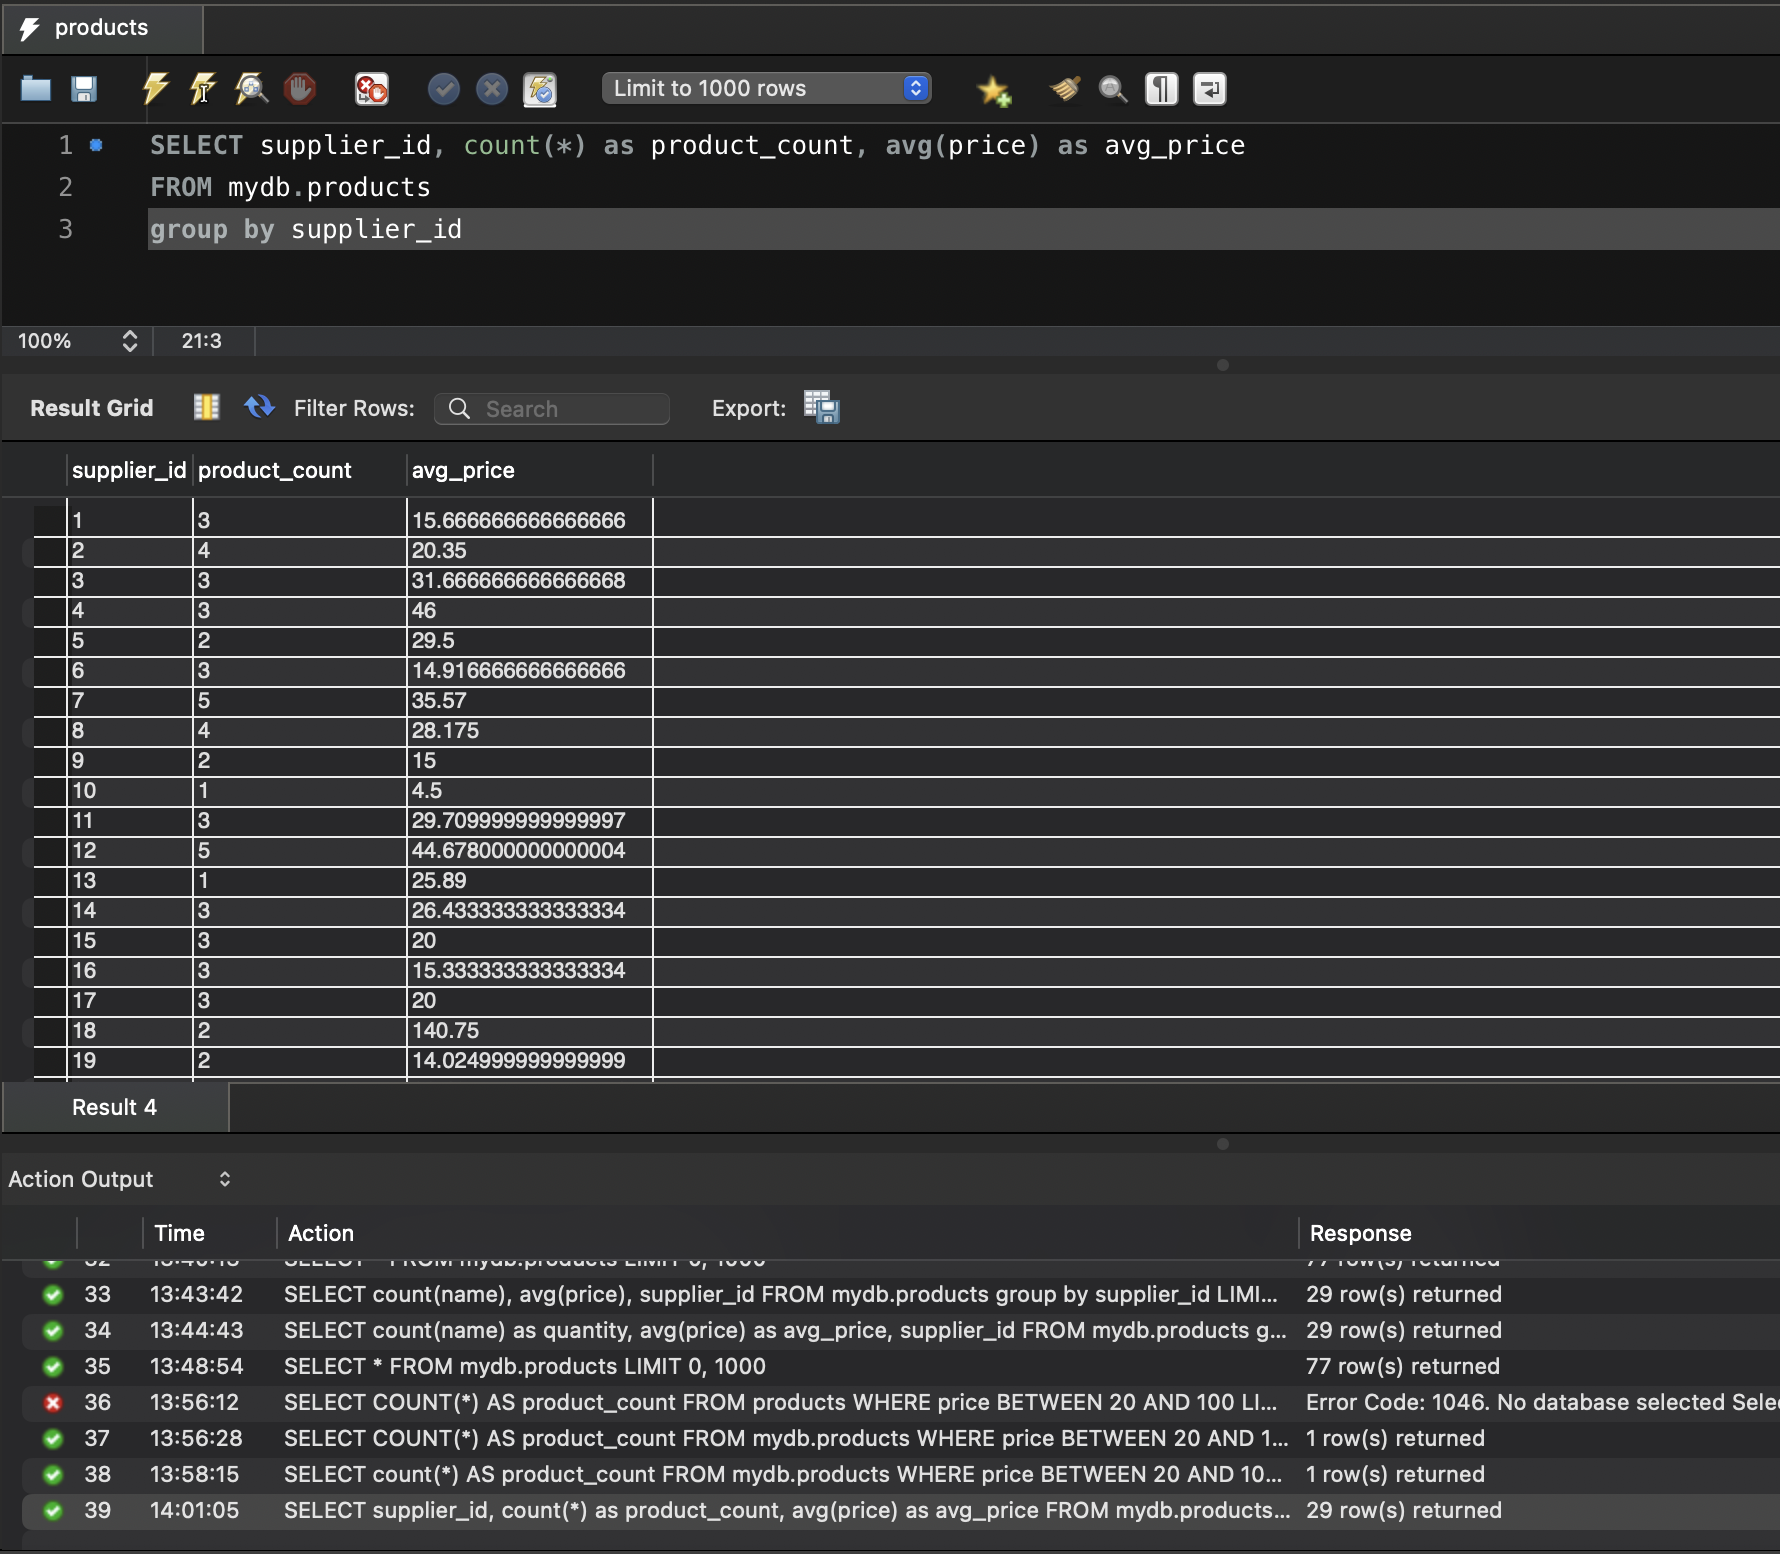 products
Limit to 1000 rows
1 SELECT supplier_id, count(*) as product_count, avg(price) as avg_price
2 FROM mydb.products
3 group by supplier_id
100% 21:3
Result Grid Filter Rows: Search Export:
supplier_id product_count avg_price
1 3 15.666666666666666
2 4 20.35
3 3 31.666666666666668
4 3 46
5 2 29.5
6 3 14.916666666666666
7 5 35.57
8 4 28.175
9 2 15
10 1 4.5
11 3 29.709999999999997
12 5 44.678000000000004
13 1 25.89
14 3 26.433333333333334
15 3 20
16 3 15.333333333333334
17 3 20
18 2 140.75
19 2 14.024999999999999
Result 4
Action Output
Time Action Response
SELECT * FROM mydb.products LIMIT 0, 1000 77 row(s) returned
33 13:43:42 SELECT count(name), avg(price), supplier_id FROM mydb.products group by supplier_id LIMI... 29 row(s) returned
34 13:44:43 SELECT count(name) as quantity, avg(price) as avg_price, supplier_id FROM mydb.products g... 29 row(s) returned
35 13:48:54 SELECT * FROM mydb.products LIMIT 0, 1000 77 row(s) returned
36 13:56:12 SELECT COUNT(*) AS product_count FROM products WHERE price BETWEEN 20 AND 100 LI... Error Code: 1046. No database selected Sele
37 13:56:28 SELECT COUNT(*) AS product_count FROM mydb.products WHERE price BETWEEN 20 AND 1... 1 row(s) returned
38 13:58:15 SELECT count(*) AS product_count FROM mydb.products WHERE price BETWEEN 20 AND 10... 1 row(s) returned
39 14:01:05 SELECT supplier_id, count(*) as product_count, avg(price) as avg_price FROM mydb.products... 29 row(s) returned